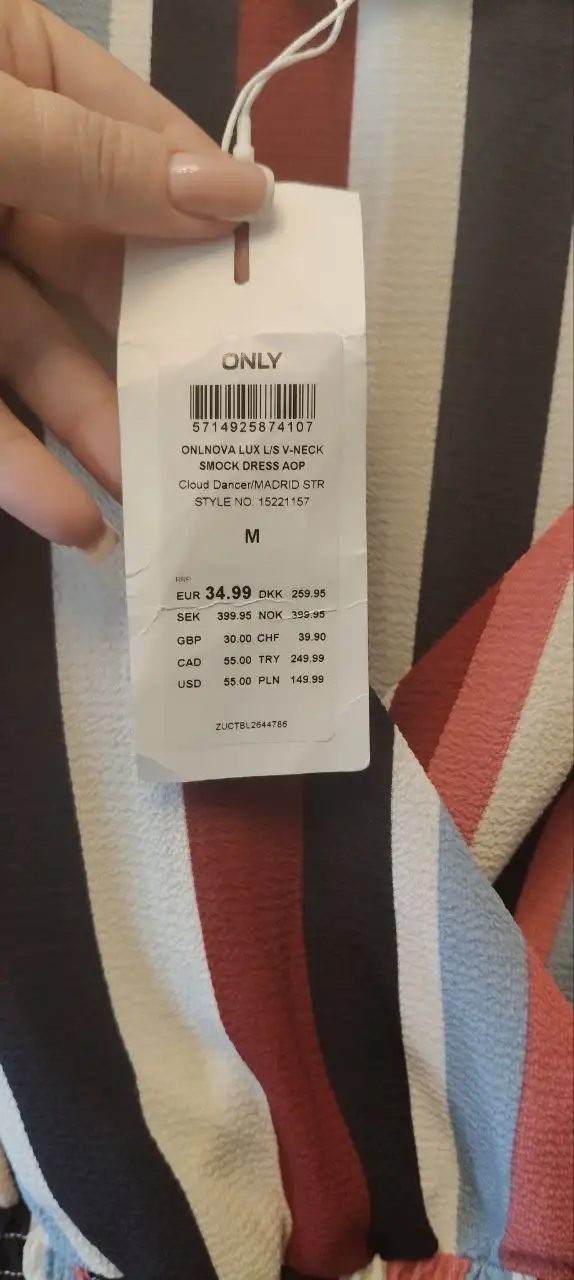 ONLY
5714925874107
ONLNOVA LUX L/S V-NECK
SMOCK DRESS AOP
Cloud Dancer/MADRID STR
STYLE NO. 15221157
M
RRP
EUR 34.99 DKK 259.95
SEK 399.95 NOK 399.95
GBP 30.00 CHF 39.90
CAD 55.00 TRY 249.99
USD 55.00 PLN 149.99
ZUCTBL2644786